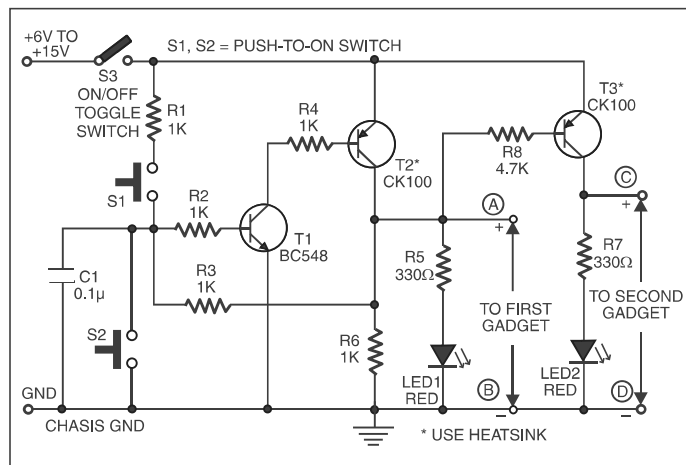 +6V TO
+15V
S1, S2 = PUSH-TO-ON SWITCH
S3
ON/OFF
TOGGLE
SWITCH
R1
1K
S1
R2
1K
R3
1K
R4
1K
T1
BC548
T2*
CK100
T3*
CK100
R8
4.7K
A
+
C
+
R5
330Ω
R7
330Ω
TO FIRST
GADGET
TO SECOND
GADGET
C1
0.1µ
S2
R6
1K
LED1
RED
LED2
RED
B
−
D
−
GND
CHASIS GND
* USE HEATSINK